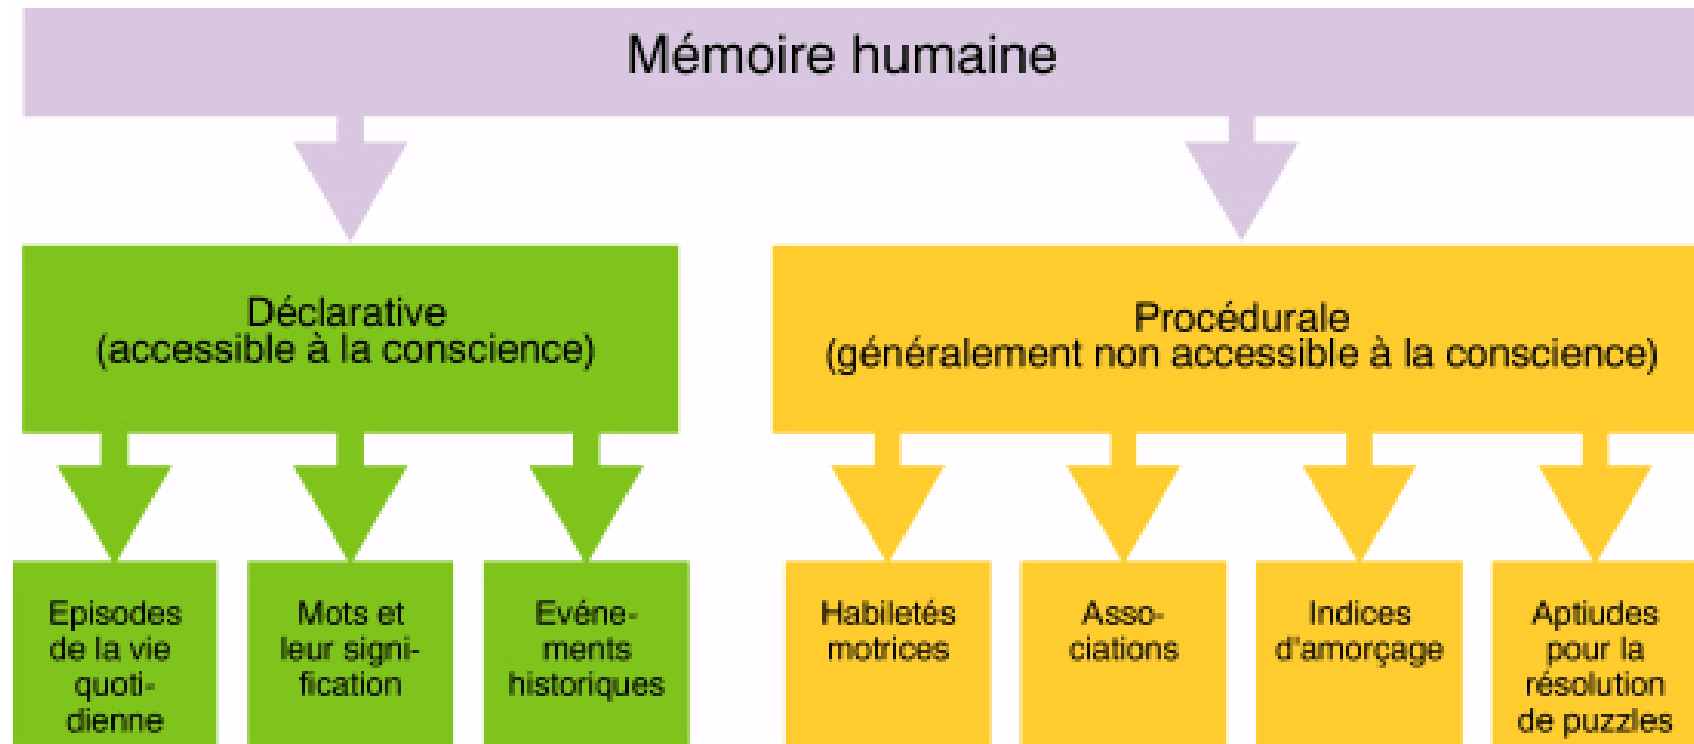 Mémoire humaine
Déclarative
(accessible à la conscience)
Procédurale
(généralement non accessible à la conscience)
Episodes
de la vie
quoti-
dienne
Mots et
leur signi-
fication
Evéne-
ments
historiques
Habiletés
motrices
Asso-
ciations
Indices
d'amorçage
Aptiudes
pour la
résolution
de puzzles